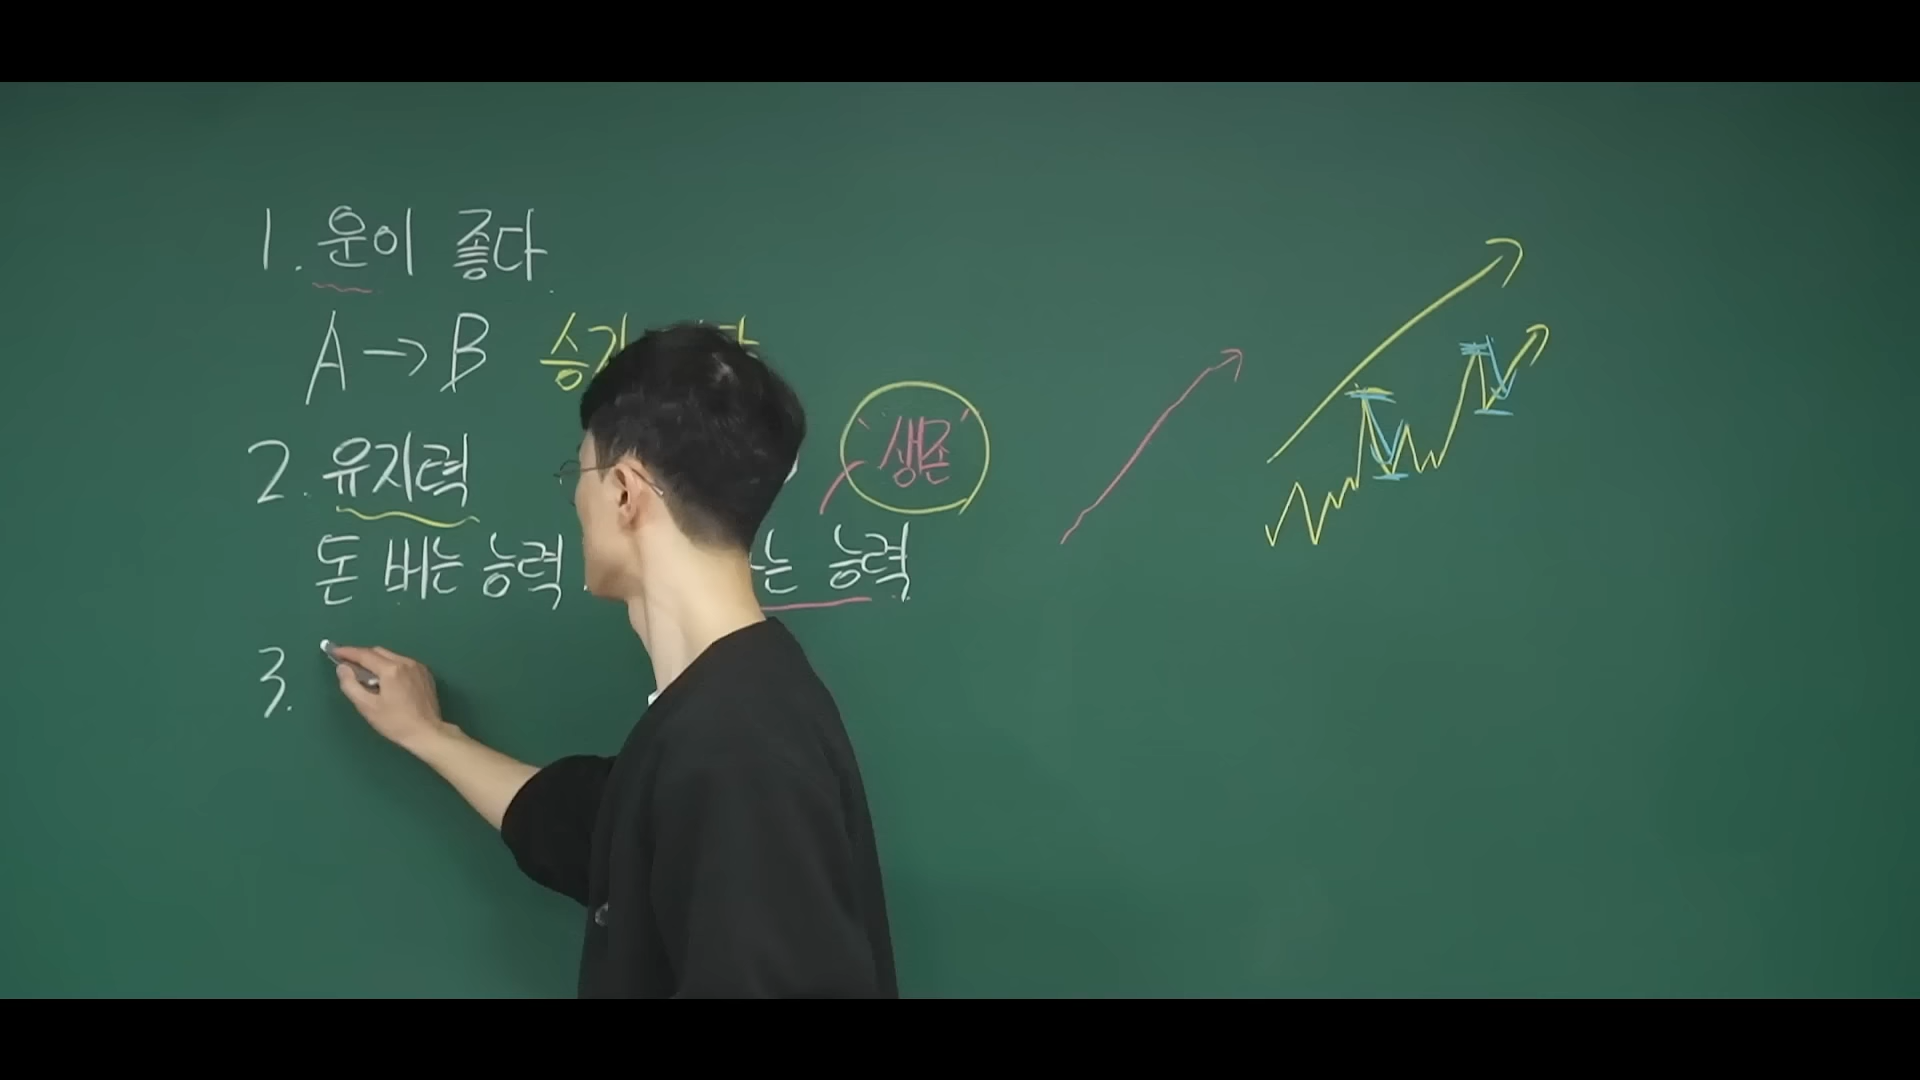 1. 운이 좋다
A → B
2. 유지력
생존
돈 버는 능력 는 능력
3.